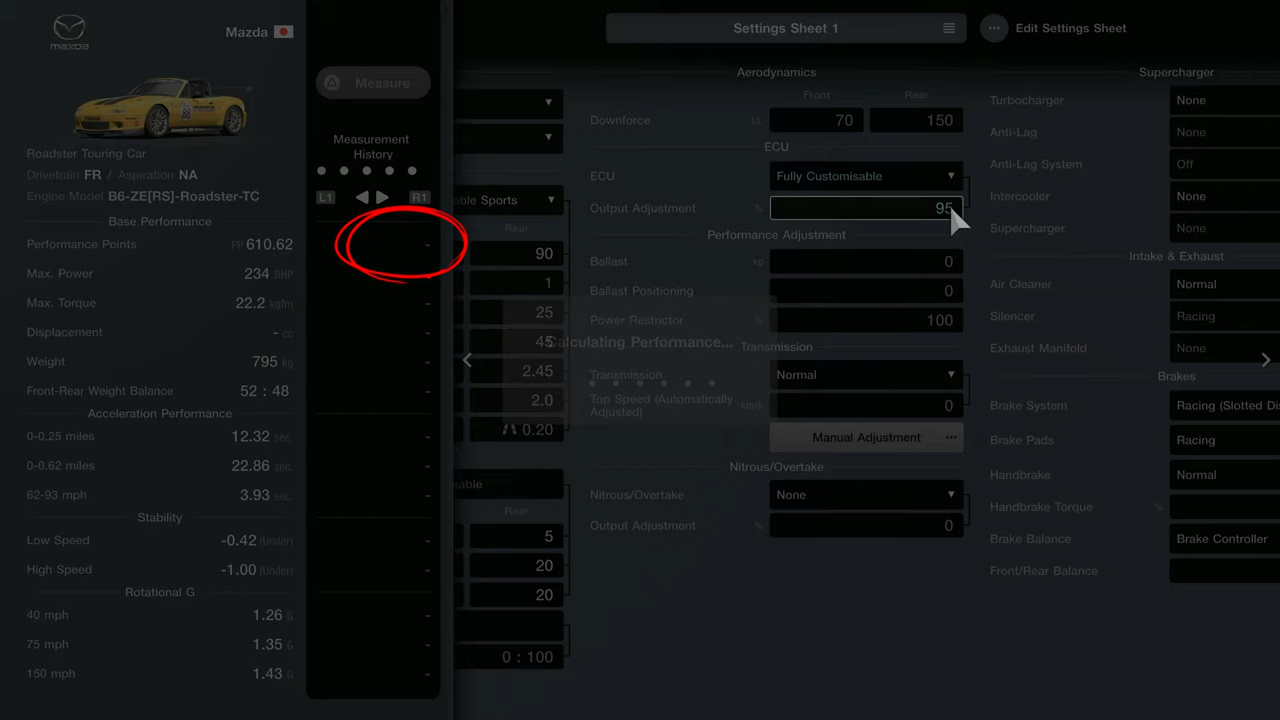 mazda
Mazda
Roadster Touring Car
Drivetrain FR / Aspiration NA
Engine Model B6-ZE[RS]-Roadster-TC
Base Performance
Performance Points PP 610.62
Max. Power 234 BHP
Max. Torque 22.2 kgfm
Displacement - cc
Weight 795 kg
Front-Rear Weight Balance 52 : 48
Acceleration Performance
0-0.25 miles 12.32 sec.
0-0.62 miles 22.86 sec.
62-93 mph 3.93 sec.
Stability
Low Speed -0.42 (Under)
High Speed -1.00 (Under)
Rotational G
40 mph 1.26 G
75 mph 1.35 G
150 mph 1.43 G
Measure
Measurement
History
L1 R1
-
-
-
-
-
-
-
-
-
-
-
-
-
-
able Sports
Rear
90
1
25
45
2.45
2.0
0.20
able
Rear
5
20
20
0 : 100
Settings Sheet 1
Edit Settings Sheet
Aerodynamics
Front Rear
Downforce Lv. 70 150
ECU
ECU Fully Customisable
Output Adjustment % 95
Performance Adjustment
Ballast kg 0
Ballast Positioning 0
Power Restrictor % 100
Calculating Performance...
Transmission
Transmission Normal
Top Speed (Automatically
Adjusted) km/h 0
Manual Adjustment
Nitrous/Overtake
Nitrous/Overtake None
Output Adjustment % 0
Supercharger
Turbocharger None
Anti-Lag None
Anti-Lag System Off
Intercooler None
Supercharger None
Intake & Exhaust
Air Cleaner Normal
Silencer Racing
Exhaust Manifold None
Brakes
Brake System Racing (Slotted Dis
Brake Pads Racing
Handbrake Normal
Handbrake Torque %
Brake Balance Brake Controller
Front/Rear Balance